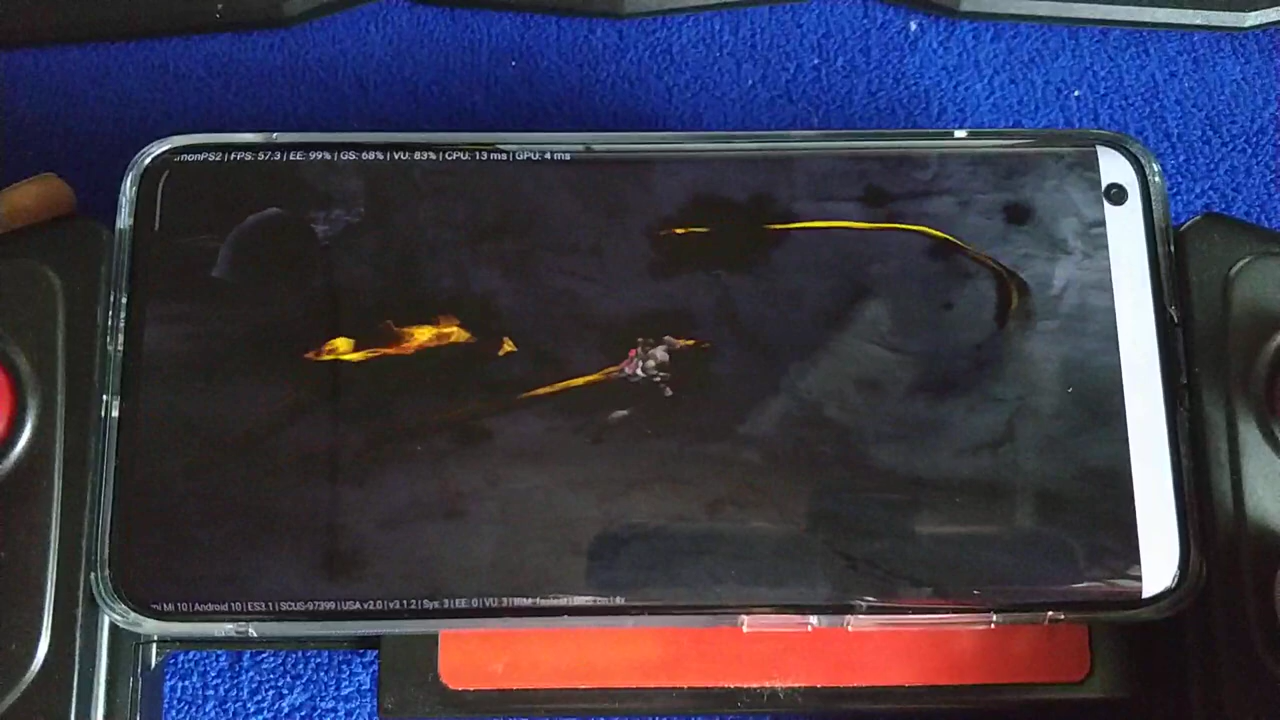 monPS2 | FPS: 57.3 | EE: 99% | GS: 68% | VU: 83% | CPU: 13 ms | GPU: 4 ms
Mi 10 | Android 10 | ES3.1 | SCUS-97399 | USA v2.0 | v3.1.2 | Sys: 3 | EE: 0 | VU: 3 |